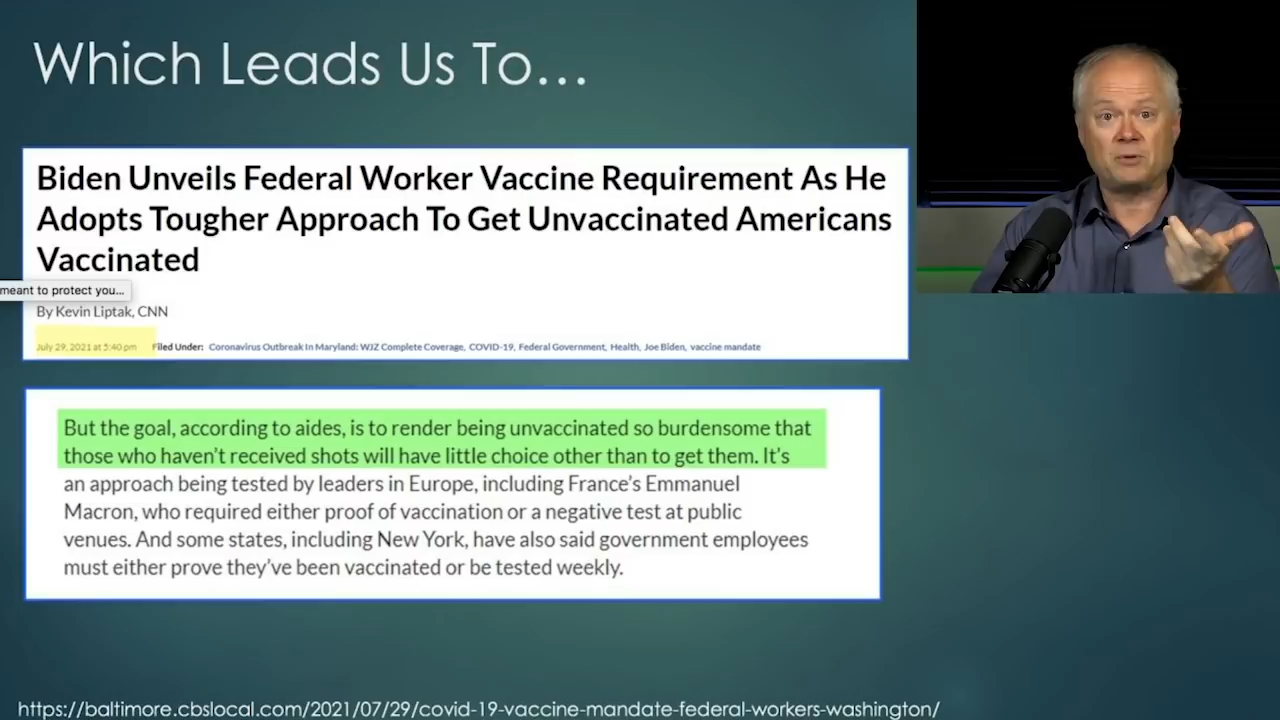 Which Leads Us To...
Biden Unveils Federal Worker Vaccine Requirement As He
Adopts Tougher Approach To Get Unvaccinated Americans
Vaccinated
meant to protect you...
By Kevin Liptak, CNN
July 29, 2021 at 5:40 pm Filed Under: Coronavirus Outbreak In Maryland: WJZ Complete Coverage, COVID-19, Federal Government, Health, Joe Biden, vaccine mandate
But the goal, according to aides, is to render being unvaccinated so burdensome that
those who haven't received shots will have little choice other than to get them. It's
an approach being tested by leaders in Europe, including France's Emmanuel
Macron, who required either proof of vaccination or a negative test at public
venues. And some states, including New York, have also said government employees
must either prove they've been vaccinated or be tested weekly.
https://baltimore.cbslocal.com/2021/07/29/covid-19-vaccine-mandate-federal-workers-washington/